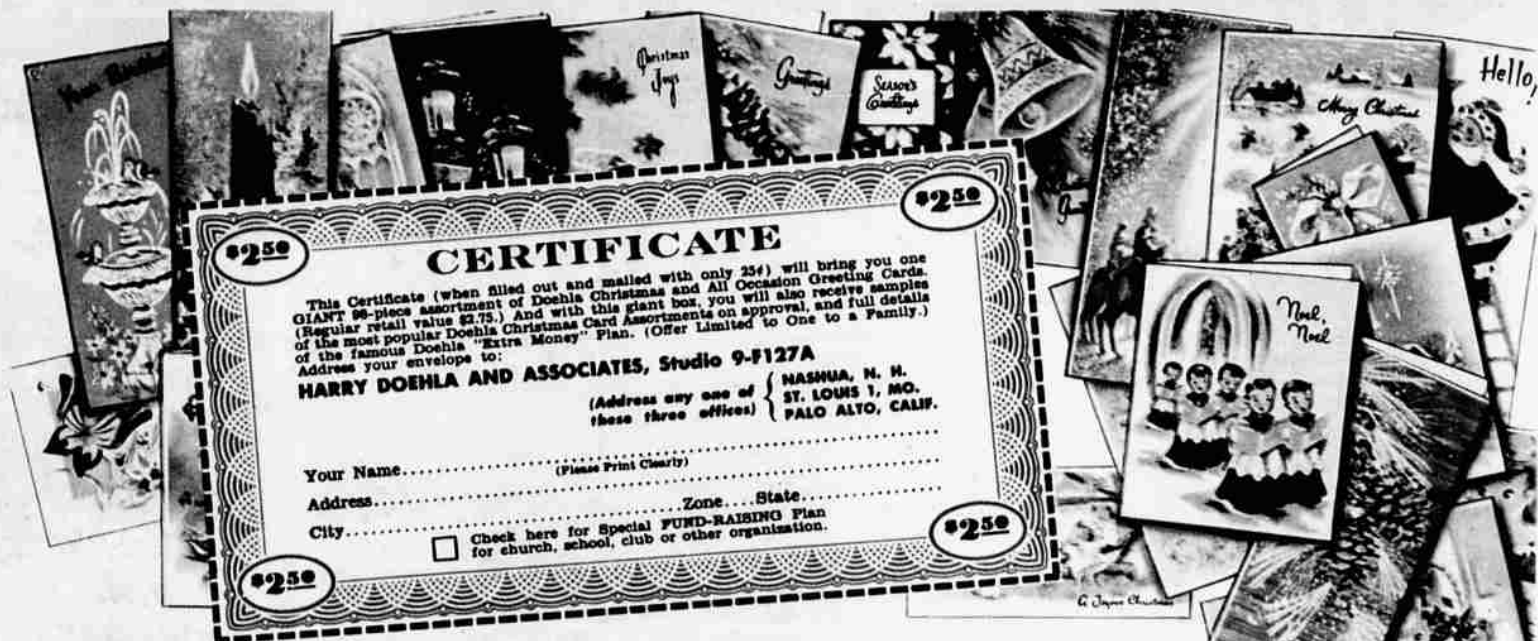 Christmas
Joys
Greetings
SEASON'S
Greetings
Merry Christmas
Hello,
$2.50
$2.50
CERTIFICATE
This Certificate (when filled out and mailed with only 25¢) will bring you one
GIANT 98-piece assortment of Doehla Christmas and All Occasion Greeting Cards.
(Regular retail value $2.75.) And with this giant box, you will also receive samples
of the most popular Doehla Christmas Card Assortments on approval, and full details
of the famous Doehla "Extra Money" Plan. (Offer Limited to One to a Family.)
Address your envelope to:
HARRY DOEHLA AND ASSOCIATES, Studio 9-F127A
(Address any one of
these three offices)
NASHUA, N. H.
ST. LOUIS 1, MO.
PALO ALTO, CALIF.
Your Name
(Please Print Clearly)
Address
City Zone State
Check here for Special FUND-RAISING Plan
for church, school, club or other organization.
$2.50
$2.50
Noel,
Noel
A Joyous Christmas